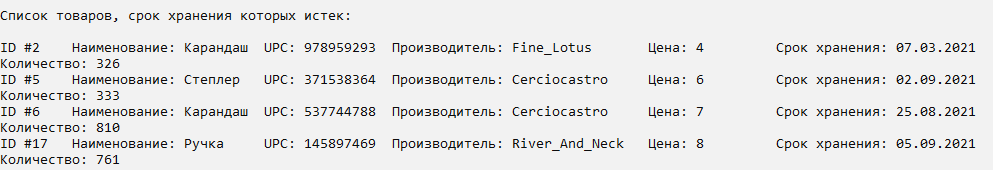 Список товаров, срок хранения которых истек:
ID #2 Наименование: Карандаш UPC: 978959293 Производитель: Fine_Lotus Цена: 4 Срок хранения: 07.03.2021
Количество: 326
ID #5 Наименование: Степлер UPC: 371538364 Производитель: Cerciocastro Цена: 6 Срок хранения: 02.09.2021
Количество: 333
ID #6 Наименование: Карандаш UPC: 537744788 Производитель: Cerciocastro Цена: 7 Срок хранения: 25.08.2021
Количество: 810
ID #17 Наименование: Ручка UPC: 145897469 Производитель: River_And_Neck Цена: 8 Срок хранения: 05.09.2021
Количество: 761